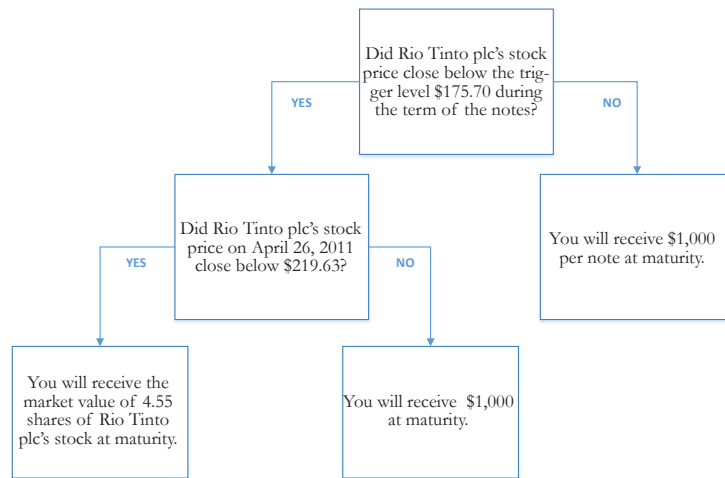 Did Rio Tinto plc's stock
price close below the trig-
ger level $175.70 during
the term of the notes?
YES
NO
Did Rio Tinto plc's stock
price on April 26, 2011
close below $219.63?
You will receive $1,000
per note at maturity.
YES
NO
You will receive the
market value of 4.55
shares of Rio Tinto
plc's stock at maturity.
You will receive $1,000
at maturity.